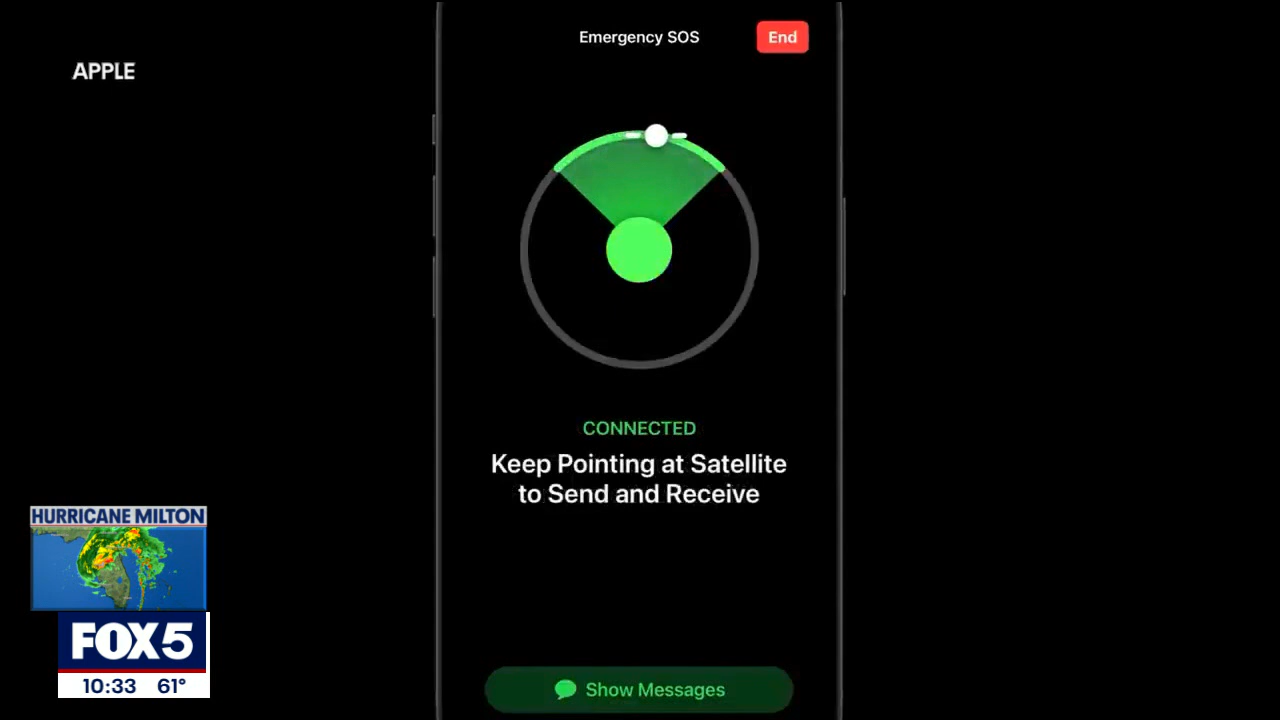 Emergency SOS
End
APPLE
CONNECTED
Keep Pointing at Satellite
to Send and Receive
HURRICANE MILTON
FOX5
10:33 61°
Show Messages